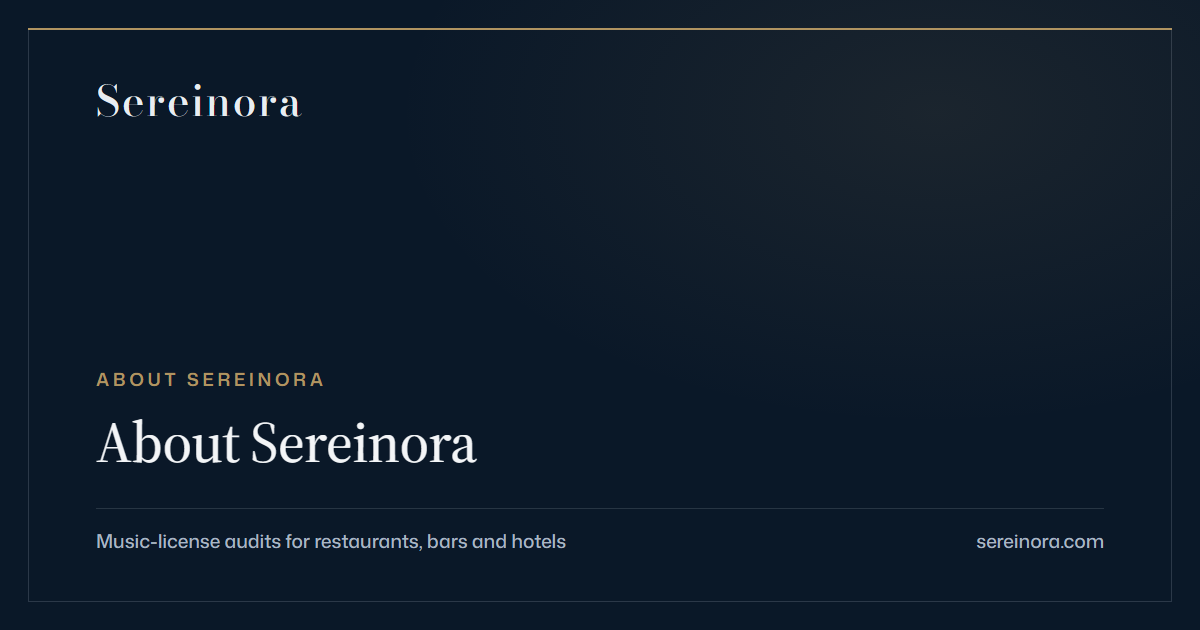 Sereinora
ABOUT SEREINORA
About Sereinora
Music-license audits for restaurants, bars and hotels
sereinora.com